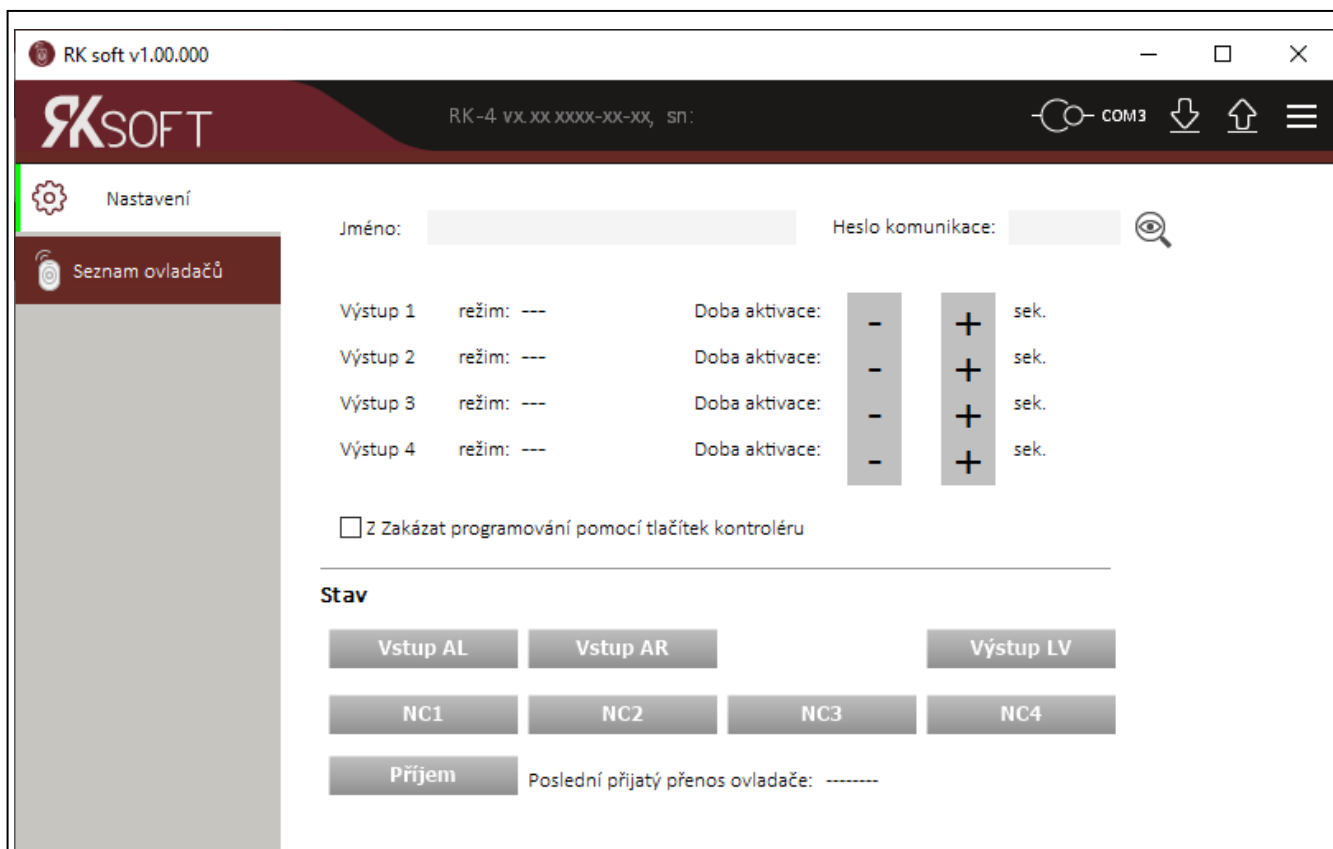 RK soft v1.00.000
RKSOFT RK-4 vx.xx xxxx-xx-xx, sn: COM3
Nastavení
Seznam ovladačů
Jméno: Heslo komunikace:
Výstup 1 režim: --- Doba aktivace: - + sek.
Výstup 2 režim: --- Doba aktivace: - + sek.
Výstup 3 režim: --- Doba aktivace: - + sek.
Výstup 4 režim: --- Doba aktivace: - + sek.
Z Zakázat programování pomocí tlačítek kontroléru
Stav
Vstup AL Vstup AR Výstup LV
NC1 NC2 NC3 NC4
Příjem Poslední přijatý přenos ovladače: --------